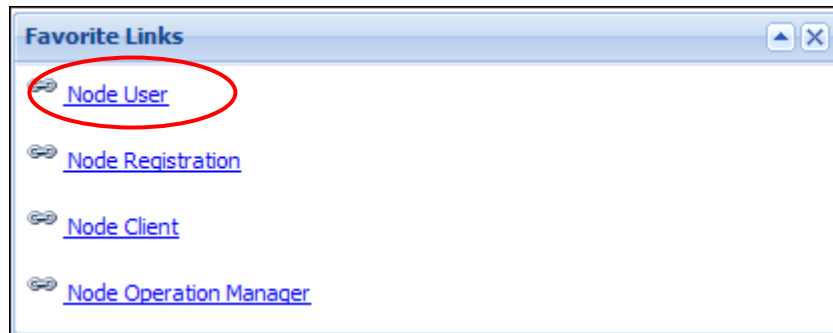 Favorite Links
Node User
Node Registration
Node Client
Node Operation Manager